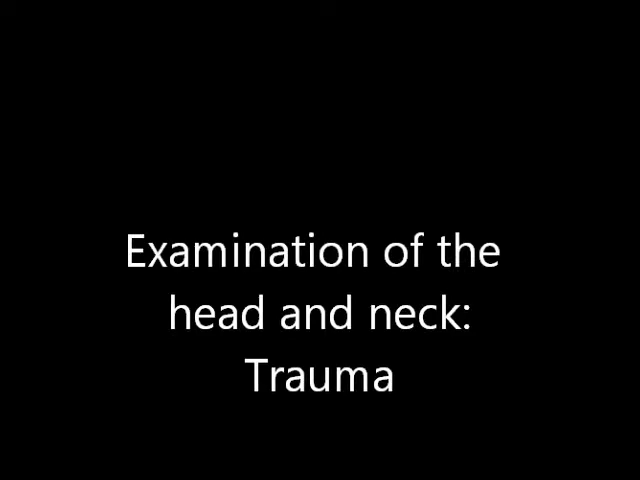 Examination of the
head and neck:
Trauma